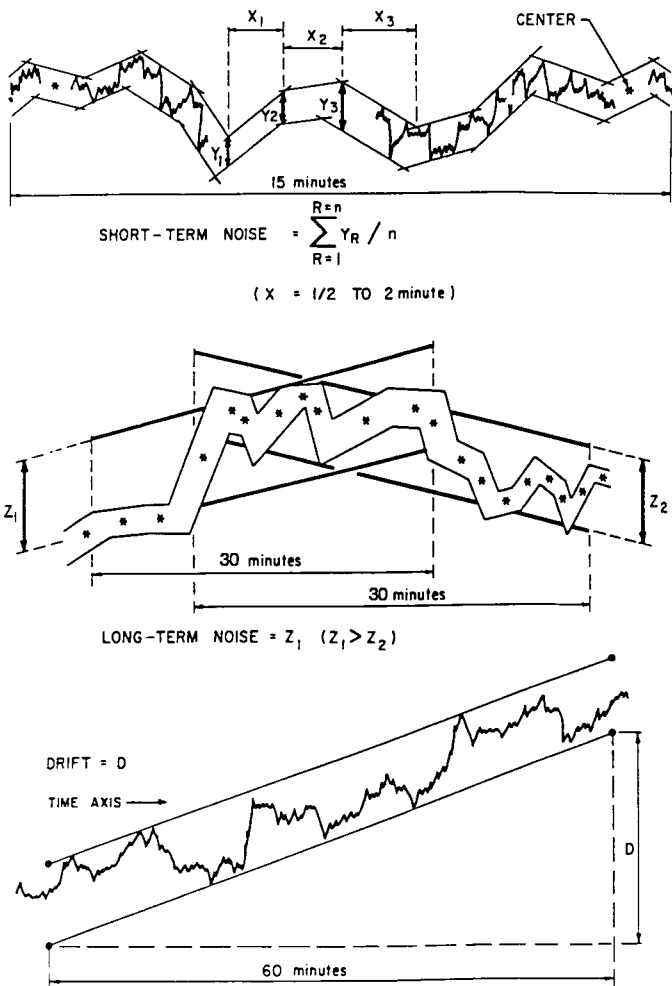 X₁
X₂
X₃
CENTER
Y₁
Y₂
Y₃
15 minutes
SHORT-TERM NOISE = R=n ∑ R=1 Y_R / n
(X = 1/2 TO 2 minute)
*
Z₁
Z₂
30 minutes
30 minutes
LONG-TERM NOISE = Z₁ (Z₁ > Z₂)
DRIFT = D
TIME AXIS
D
60 minutes